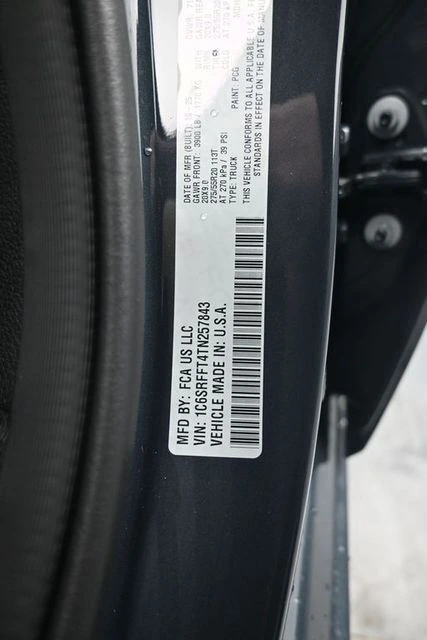 MFD BY: FCA US LLC
DATE OF MFR (BUILT):
GAWR FRONT: 3900 LB
20X9.0
275/55R20 113T
AT 270 kPa / 39 PSI
TYPE: TRUCK
VIN: 1C6SRFFT4TN257843
VEHICLE MADE IN: U.S.A.
PAINT: PCG
THIS VEHICLE CONFORMS TO ALL APPLICABLE U.S.A.
STANDARDS IN EFFECT ON THE DATE OF